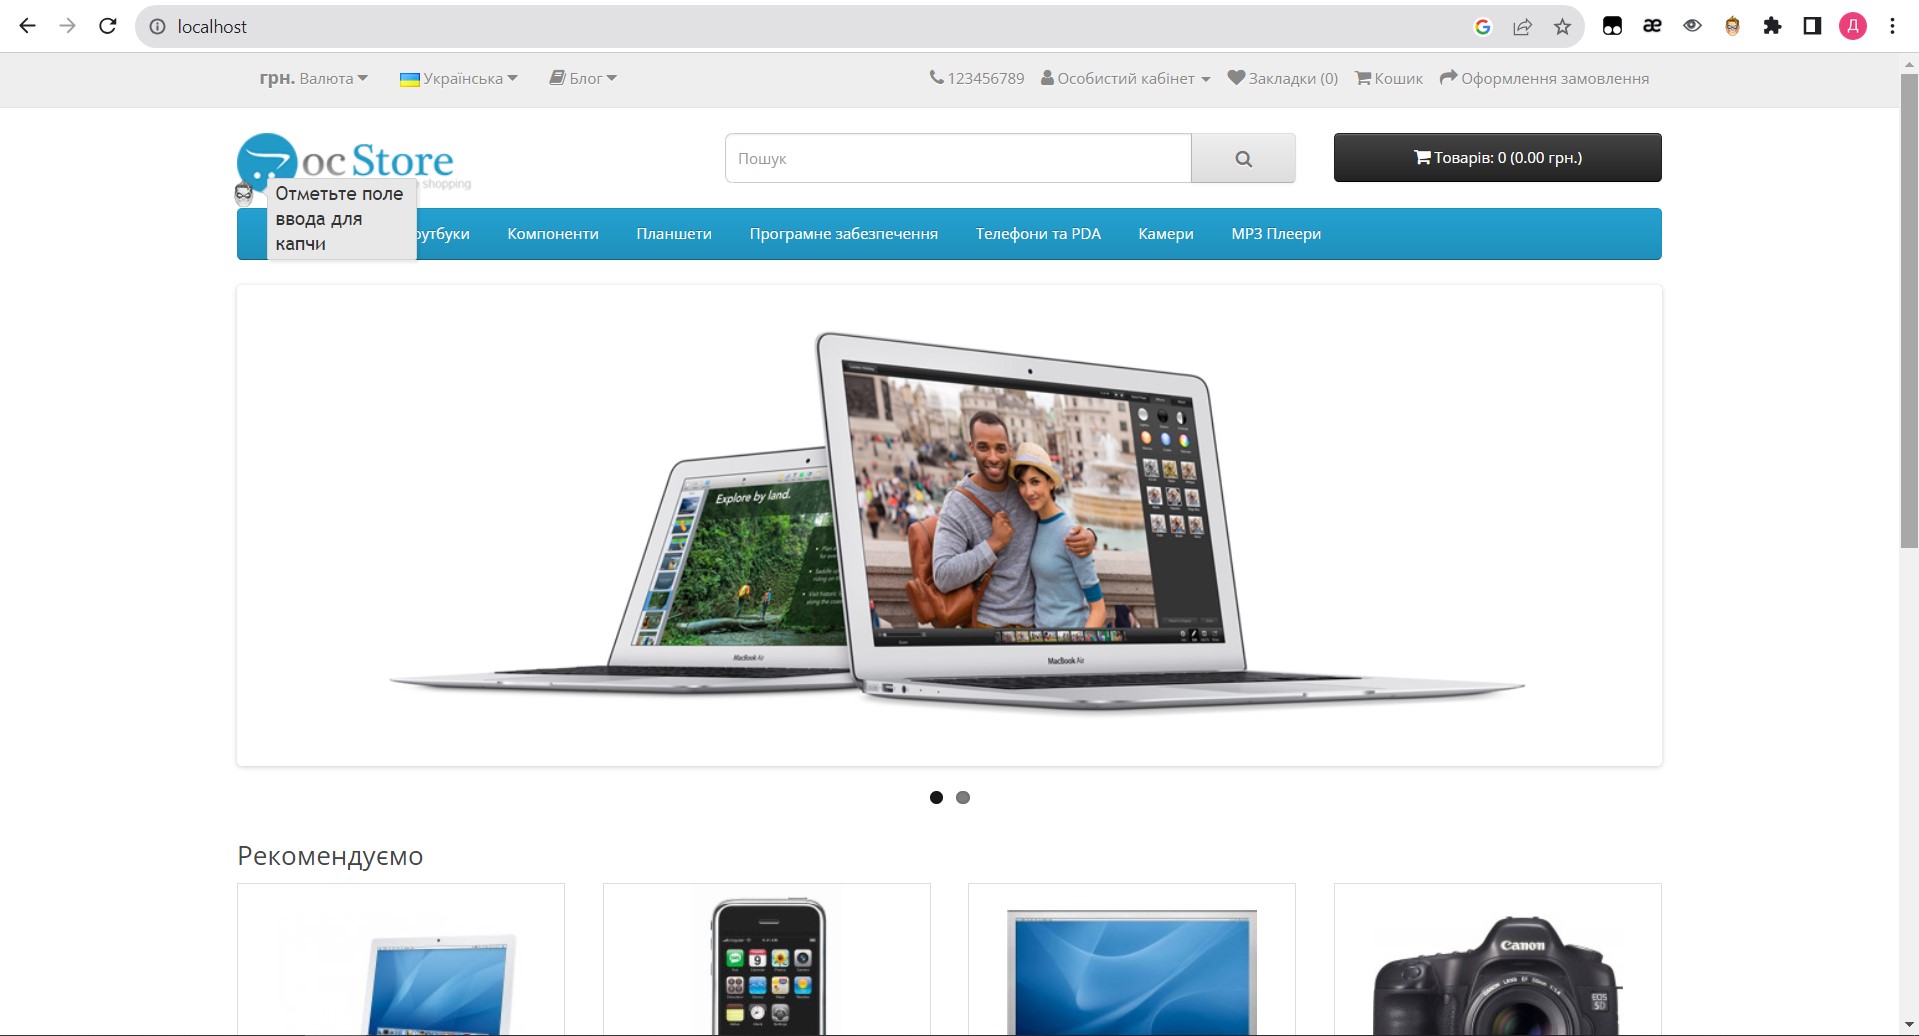 localhost
Д
грн. Валюта
Українська
Блог
123456789
Особистий кабінет
Закладки (0)
Кошик
Оформлення замовлення
oc Store
shopping
Отметьте поле
ввода для
капчи
Пошук
Товарів: 0 (0.00 грн.)
оутбуки
Компоненти
Планшети
Програмне забезпечення
Телефони та PDA
Камери
MP3 Плеери
Explore by land.
MacBook Air
MacBook Air
Рекомендуємо
Canon
EOS
5D